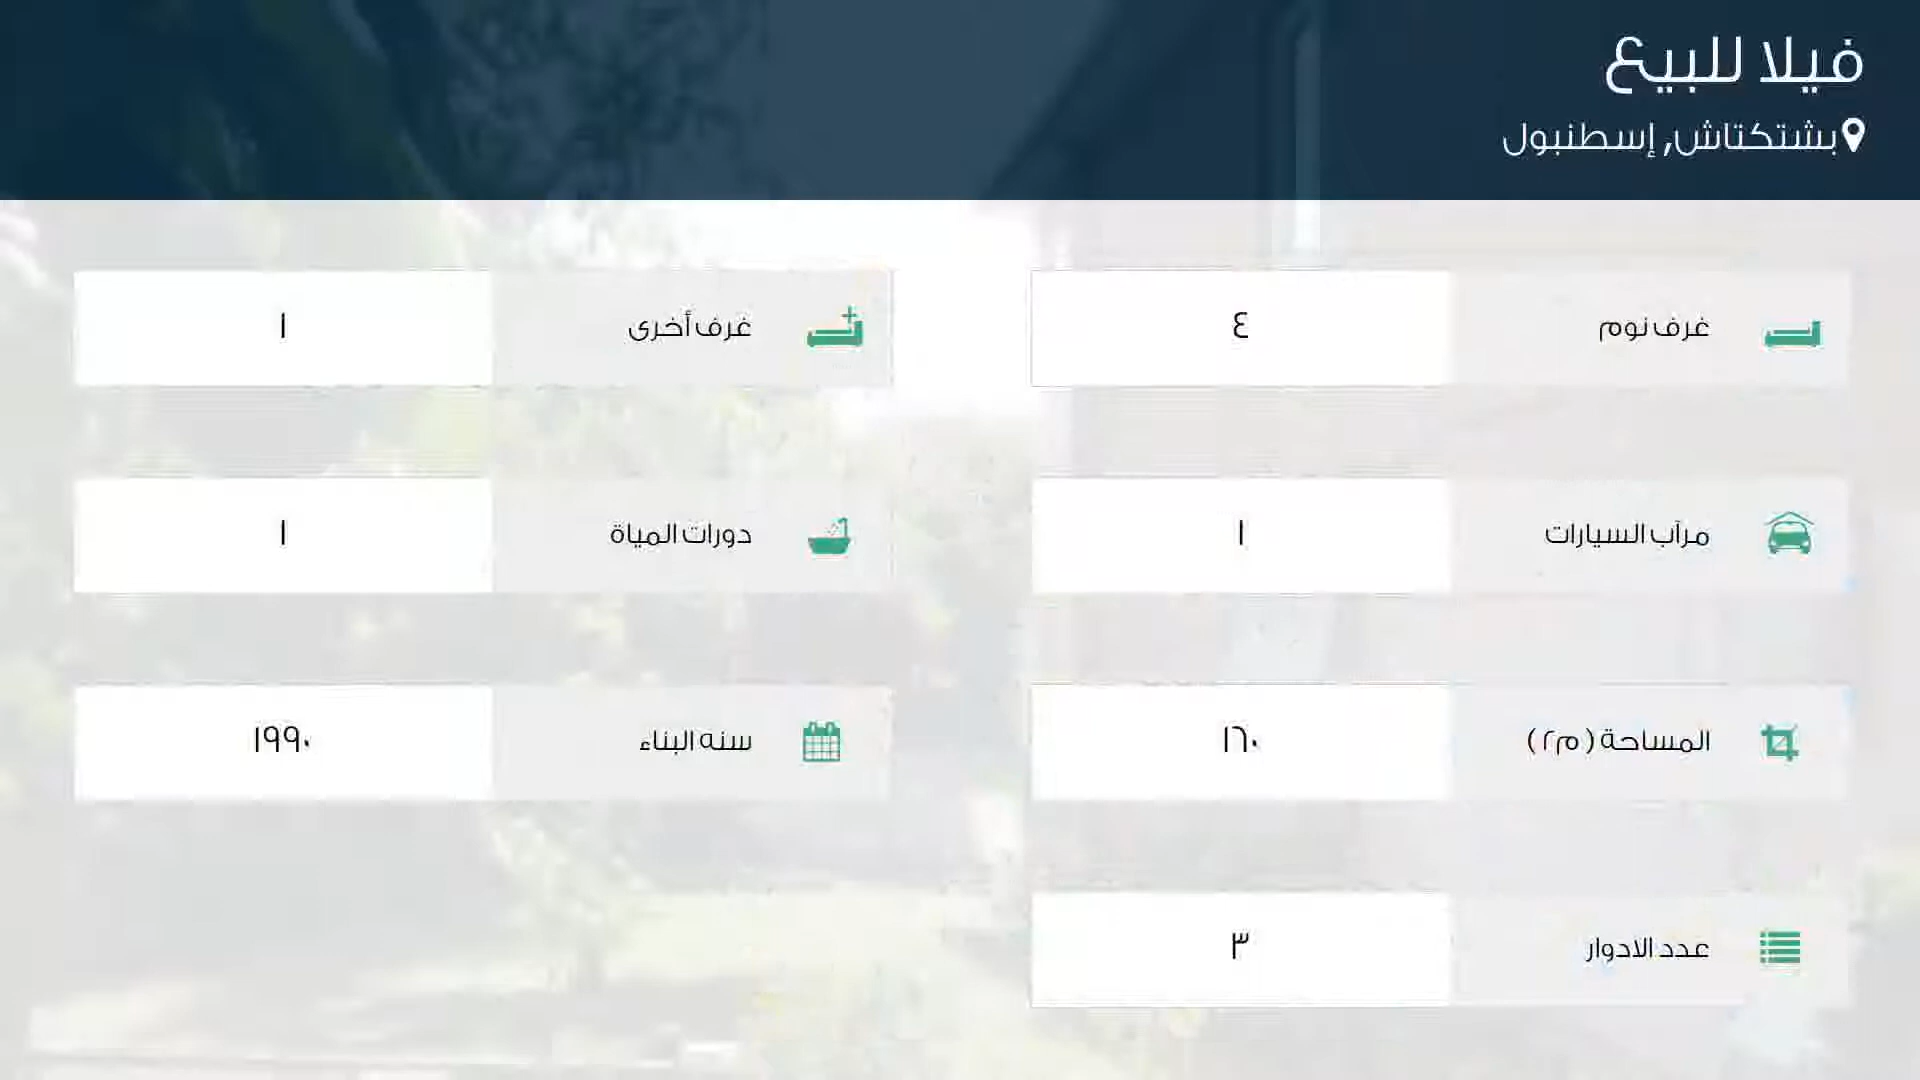 فيلا للبيع
بشتكتاش, إسطنبول
غرف نوم
٤
غرف أخرى
١
مرآب السيارات
١
دورات المياة
١
المساحة ( م٢ )
١٦٠
سنه البناء
١٩٩٠
عدد الادوار
٣